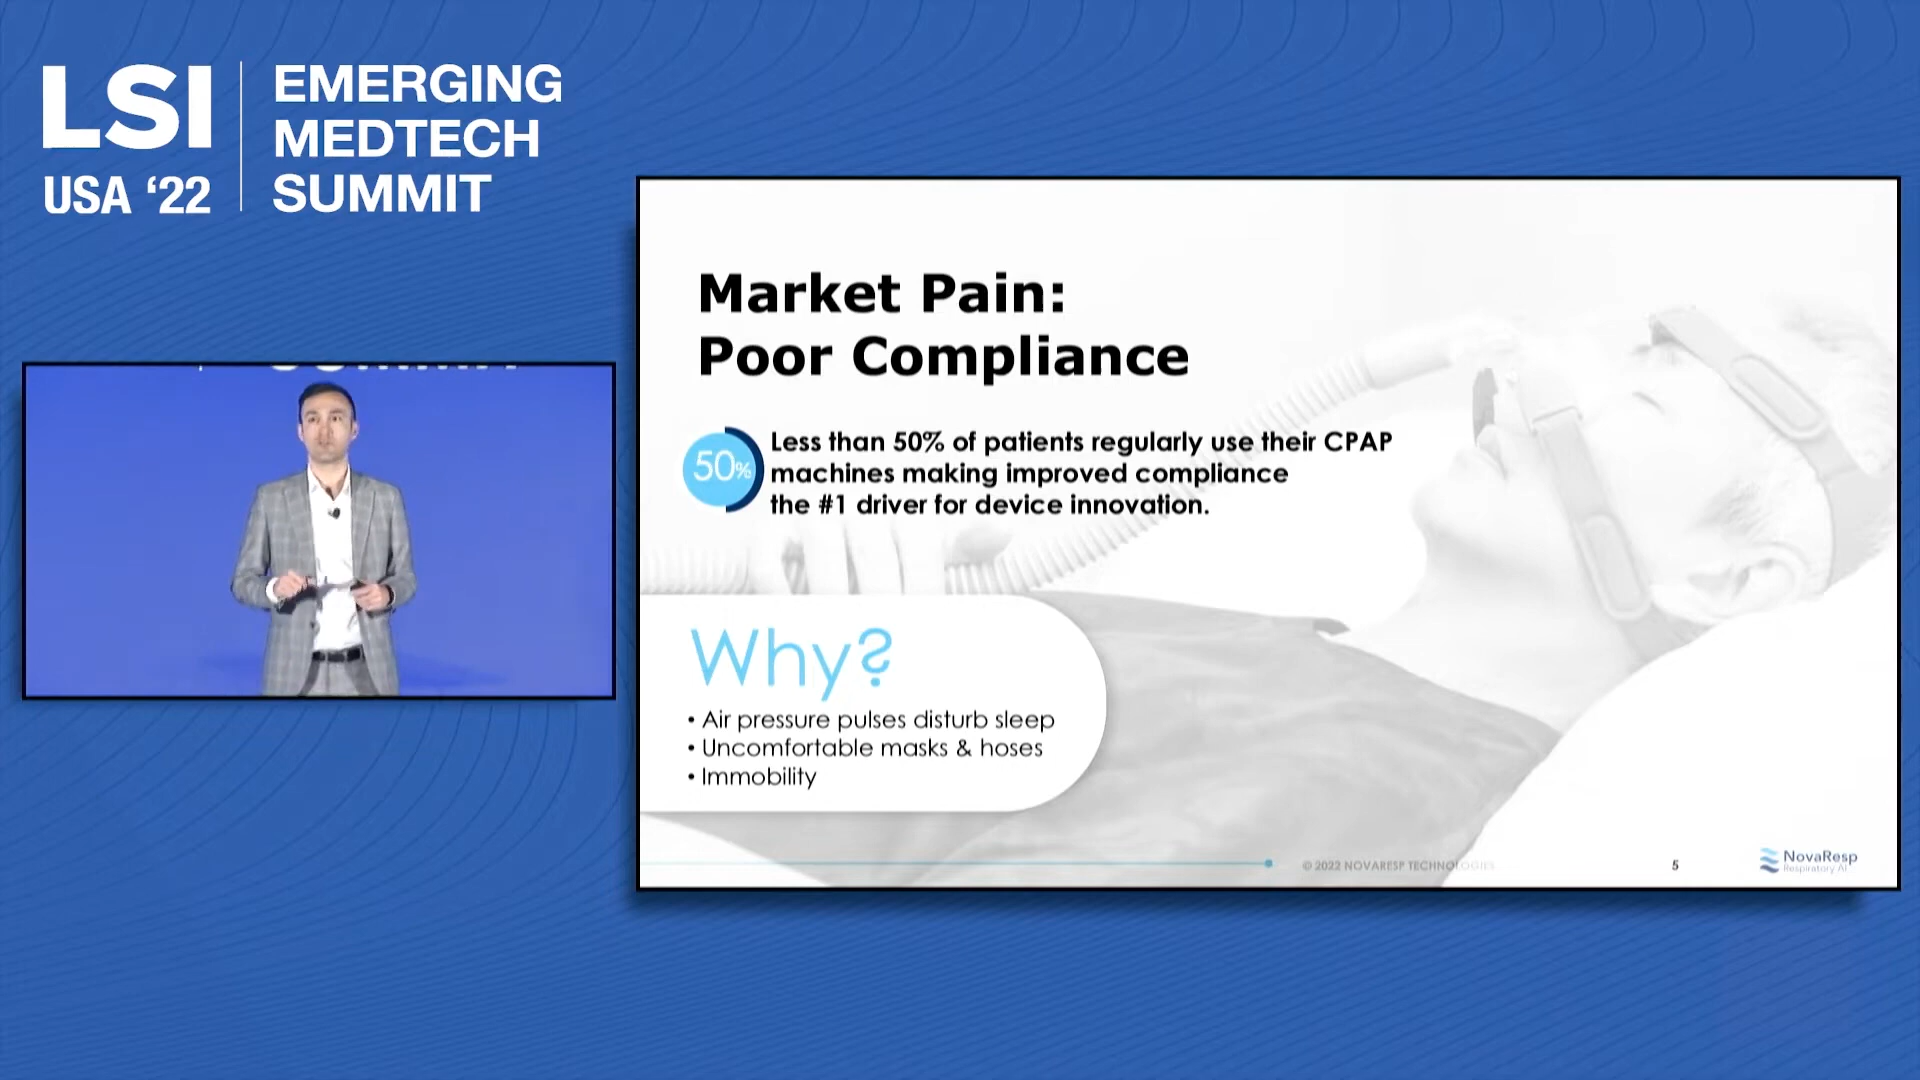 LSI
USA ‘22
EMERGING
MEDTECH
SUMMIT
Market Pain:
Poor Compliance
50%
Less than 50% of patients regularly use their CPAP
machines making improved compliance
the #1 driver for device innovation.
Why?
• Air pressure pulses disturb sleep
• Uncomfortable masks & hoses
• Immobility
© 2022 NOVARESP TECHNOLOGIES
5
NovaResp
Respiratory AI